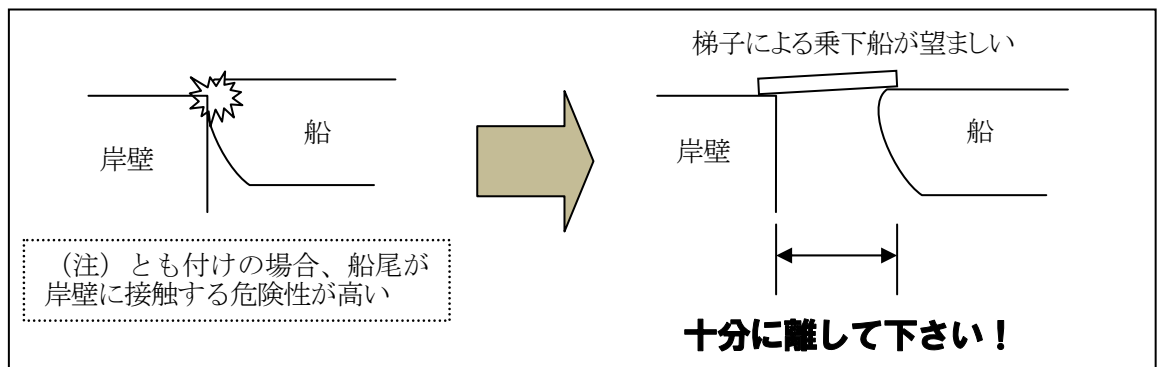 岸壁
船
（注）とも付けの場合、船尾が
岸壁に接触する危険性が高い
梯子による乗下船が望ましい
岸壁
船
十分に離して下さい！